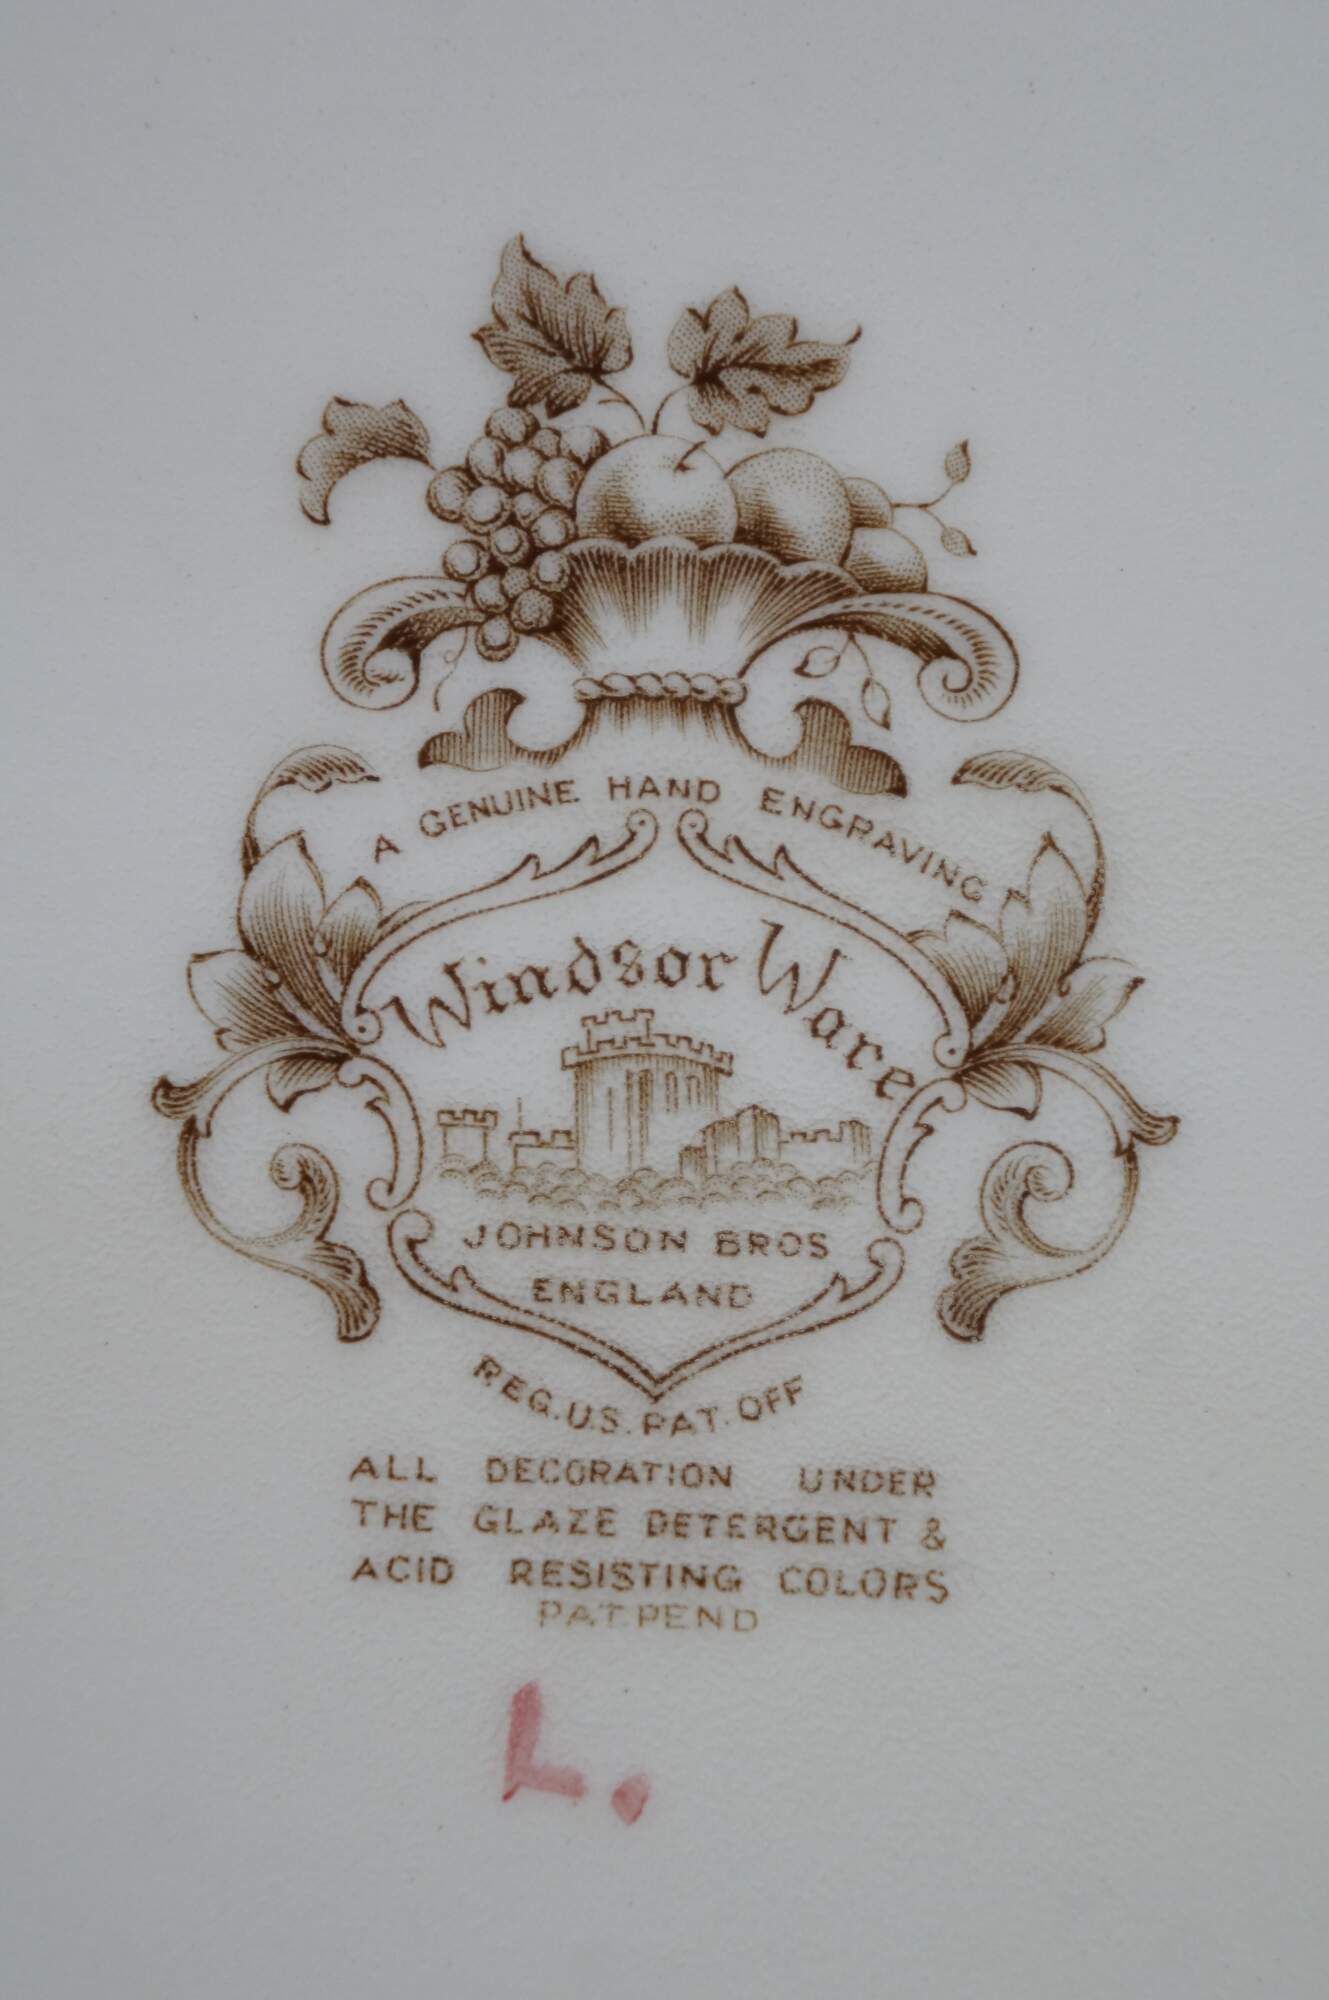 A GENUINE HAND ENGRAVING
Windsor Ware
JOHNSON BROS
ENGLAND
REG. U.S. PAT. OFF
ALL DECORATION UNDER
THE GLAZE DETERGENT &
ACID RESISTING COLORS
PAT. PEND
L.